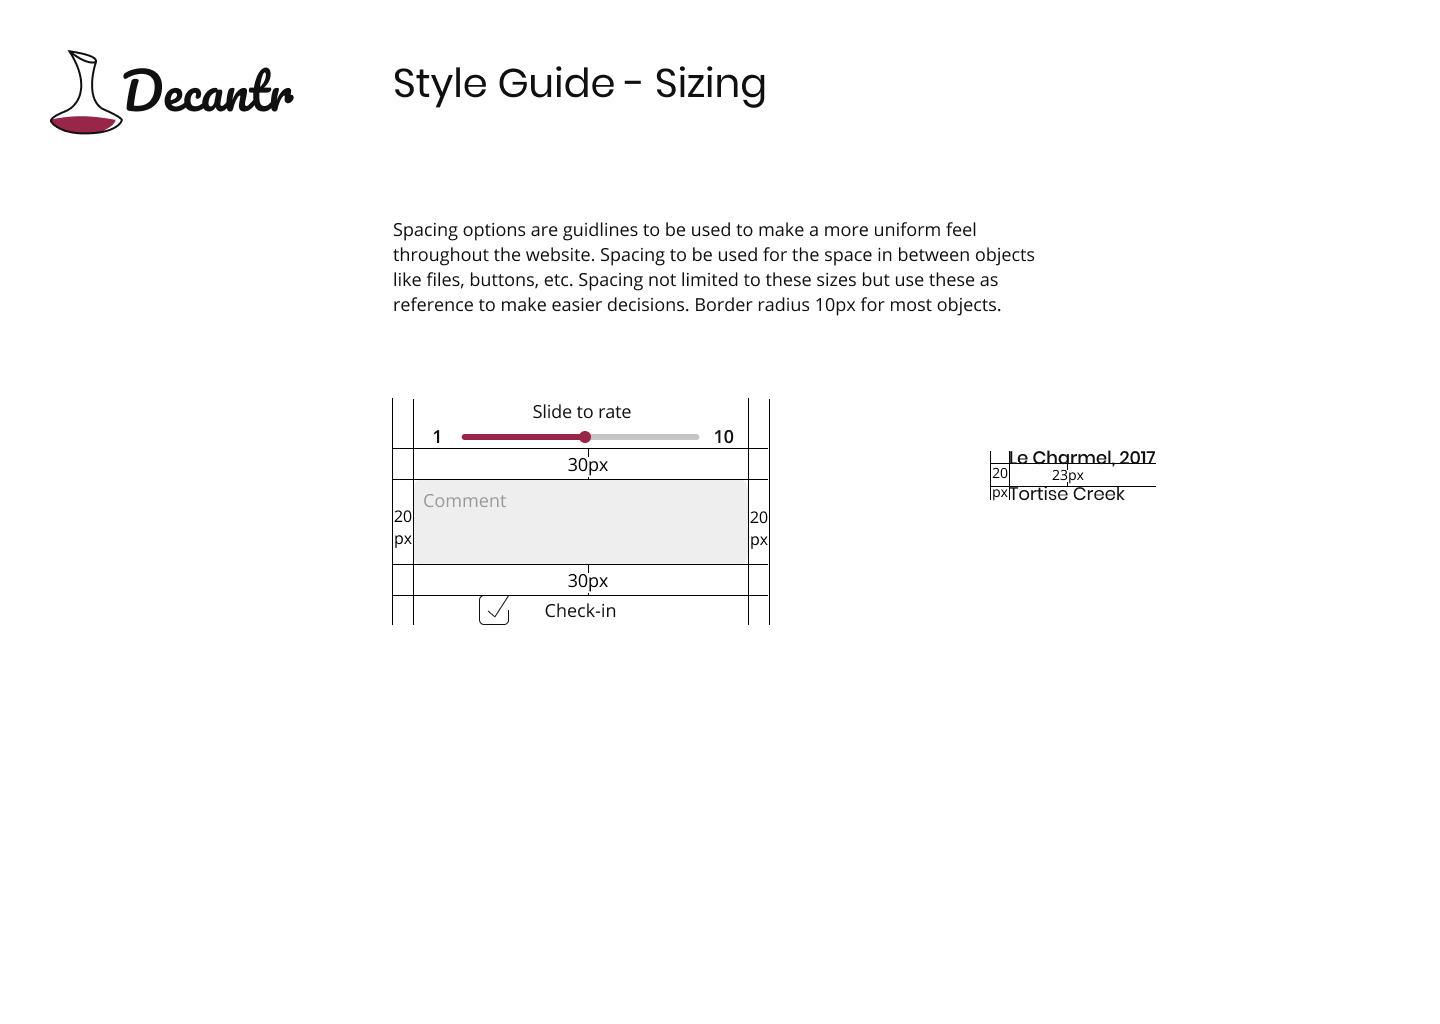 Decantr
Style Guide - Sizing
Spacing options are guidlines to be used to make a more uniform feel
throughout the website. Spacing to be used for the space in between objects
like files, buttons, etc. Spacing not limited to these sizes but use these as
reference to make easier decisions. Border radius 10px for most objects.
Slide to rate
1
10
30px
Comment
20
px
20
px
30px
Check-in
Le Charmel, 2017
20
px
23px
Tortise Creek